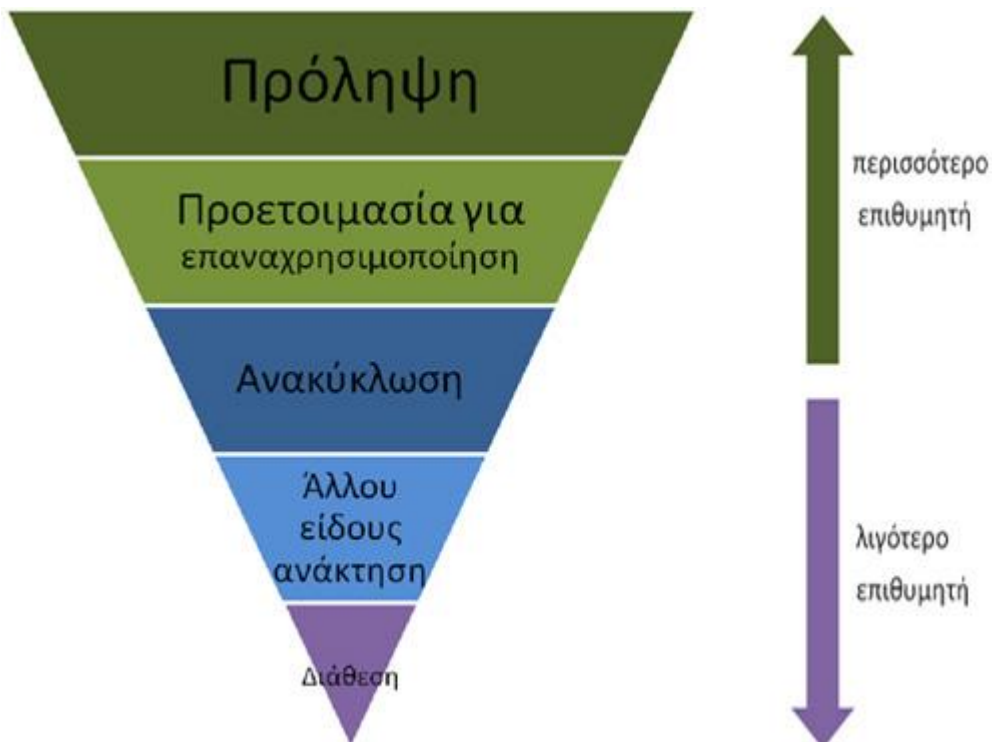 Πρόληψη
Προετοιμασία για
επαναχρησιμοποίηση
Ανακύκλωση
Άλλου
είδους
ανάκτηση
Διάθεση
περισσότερο
επιθυμητή
λιγότερο
επιθυμητή